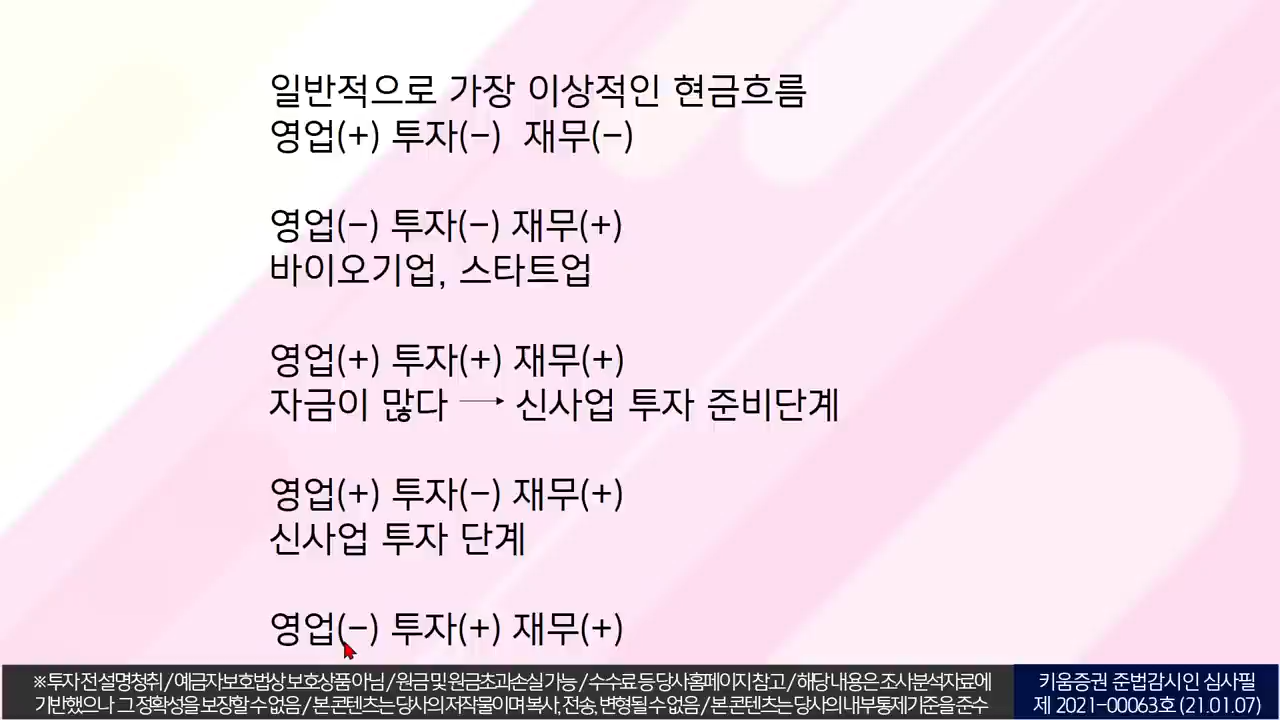 일반적으로 가장 이상적인 현금흐름
영업(+) 투자(-) 재무(-)
영업(-) 투자(-) 재무(+)
바이오기업, 스타트업
영업(+) 투자(+) 재무(+)
자금이 많다 → 신사업 투자 준비단계
영업(+) 투자(-) 재무(+)
신사업 투자 단계
영업(-) 투자(+) 재무(+)
※투자 전 설명청취 / 예금자보호법상 보호상품 아님 / 원금 및 원금초과손실 가능 / 수수료 등 당사홈페이지 참고 / 해당 내용은 조사분석자료에
기반했으나 그 정확성을 보장할 수 없음 / 본 콘텐츠는 당사의 저작물이며 복사, 전송, 변형될 수 없음 / 본 콘텐츠는 당사의 내부통제기준을 준수
키움증권 준법감시인 심사필
제 2021-00063호 (21.01.07)